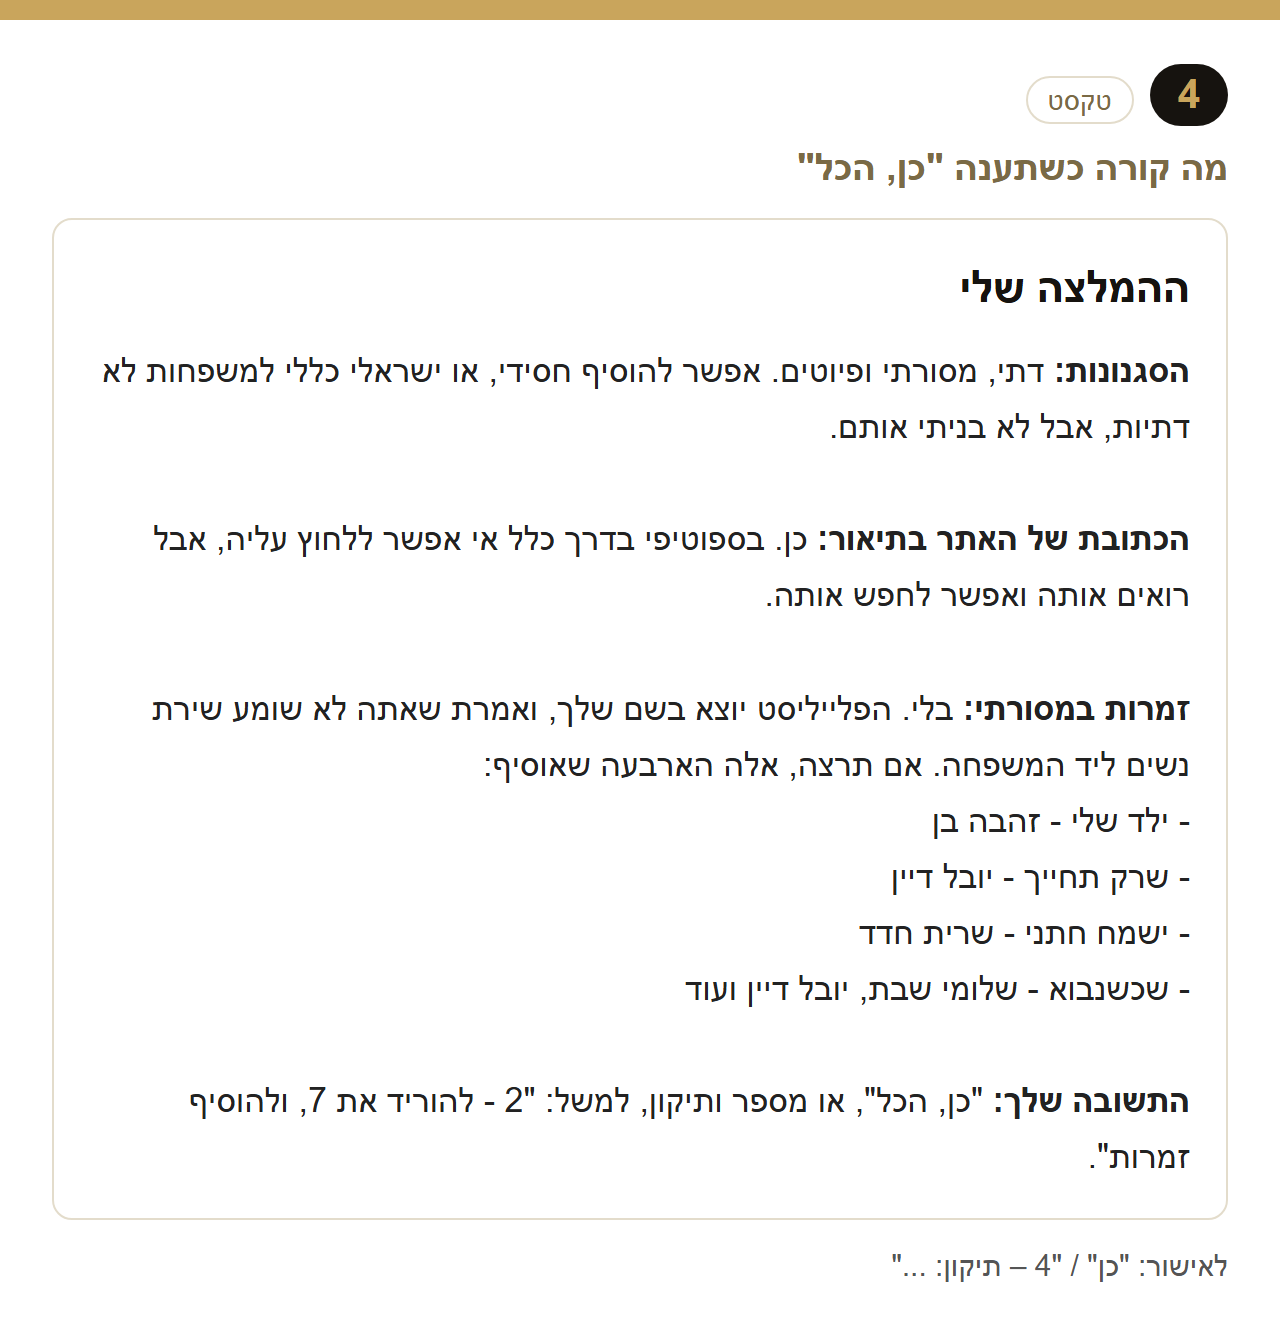 4
טקסט
מה קורה כשתענה "כן, הכל"
ההמלצה שלי
הסגנונות: דתי, מסורתי ופיוטים. אפשר להוסיף חסידי, או ישראלי כללי למשפחות לא
דתיות, אבל לא בניתי אותם.
הכתובת של האתר בתיאור: כן. בספוטיפי בדרך כלל אי אפשר ללחוץ עליה, אבל
רואים אותה ואפשר לחפש אותה.
זמרות במסורתי: בלי. הפלייליסט יוצא בשם שלך, ואמרת שאתה לא שומע שירת
נשים ליד המשפחה. אם תרצה, אלה הארבעה שאוסיף:
- ילד שלי - זהבה בן
- שרק תחייך - יובל דיין
- ישמח חתני - שרית חדד
- שכשנבוא - שלומי שבת, יובל דיין ועוד
התשובה שלך: "כן, הכל", או מספר ותיקון, למשל: "2 - להוריד את 7, ולהוסיף
זמרות".
לאישור: "כן" / "4 – תיקון: ..."